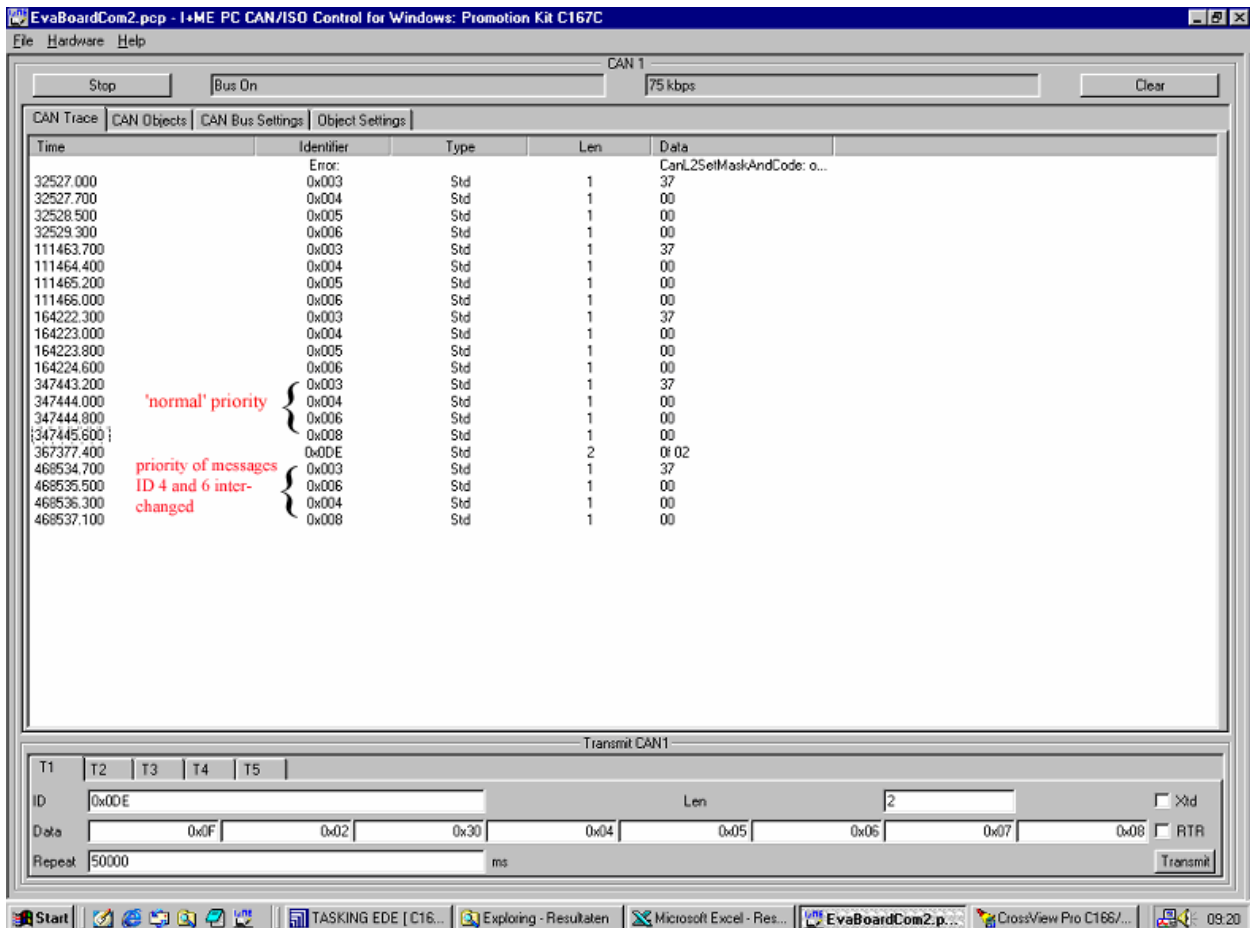 EvaBoardCom2.pcp - I+ME PC CAN/ISO Control for Windows: Promotion Kit C167C
File Hardware Help
CAN 1
Stop Bus On 75 kbps Clear
CAN Trace CAN Objects CAN Bus Settings Object Settings
Time Identifier Type Len Data
Error: CanL2SetMaskAndCode: o...
32527.000 0x003 Std 1 37
32527.700 0x004 Std 1 00
32528.500 0x005 Std 1 00
32529.300 0x006 Std 1 00
111463.700 0x003 Std 1 37
111464.400 0x004 Std 1 00
111465.200 0x005 Std 1 00
111466.000 0x006 Std 1 00
164222.300 0x003 Std 1 37
164223.000 0x004 Std 1 00
164223.800 0x005 Std 1 00
164224.600 0x006 Std 1 00
347443.200 0x003 Std 1 37
347444.000 'normal' priority { 0x004 Std 1 00
347444.800 0x006 Std 1 00
347445.600 0x008 Std 1 00
367377.400 0x0DE Std 2 0f 02
468534.700 priority of messages 0x003 Std 1 37
468535.500 ID 4 and 6 inter- { 0x006 Std 1 00
468536.300 changed 0x004 Std 1 00
468537.100 0x008 Std 1 00
Transmit CAN1
T1 T2 T3 T4 T5
ID 0x0DE Len 2 Xtd
Data 0x0F 0x02 0x30 0x04 0x05 0x06 0x07 0x08 RTR
Repeat 50000 ms Transmit
Start TASKING EDE [ C16... Exploring - Resultaten Microsoft Excel - Res... EvaBoardCom2.p... CrossView Pro C166/... 09:20